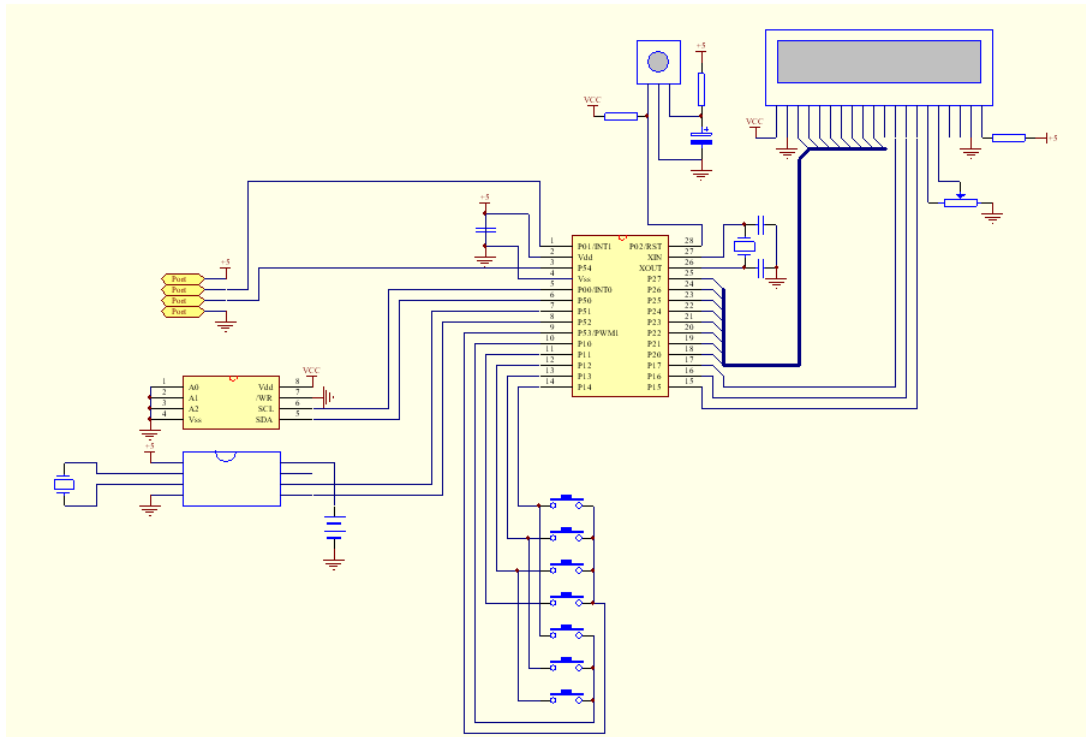 +5
VCC
VCC
+5
+5
1 P01/INT1 P02/RST 28
2 Vdd XIN 27
3 P54 XOUT 26
4 Vss P27 25
5 P00/INT0 P26 24
6 P50 P25 23
7 P51 P24 22
8 P52 P23 21
9 P53/PWM1 P22 20
10 P10 P21 19
11 P11 P20 18
12 P12 P17 17
13 P13 P16 16
14 P14 P15 15
+5
Port
Port
Port
Port
VCC
1 A0 Vdd 8
2 A1 /WR 7
3 A2 SCL 6
4 Vss SDA 5
+5